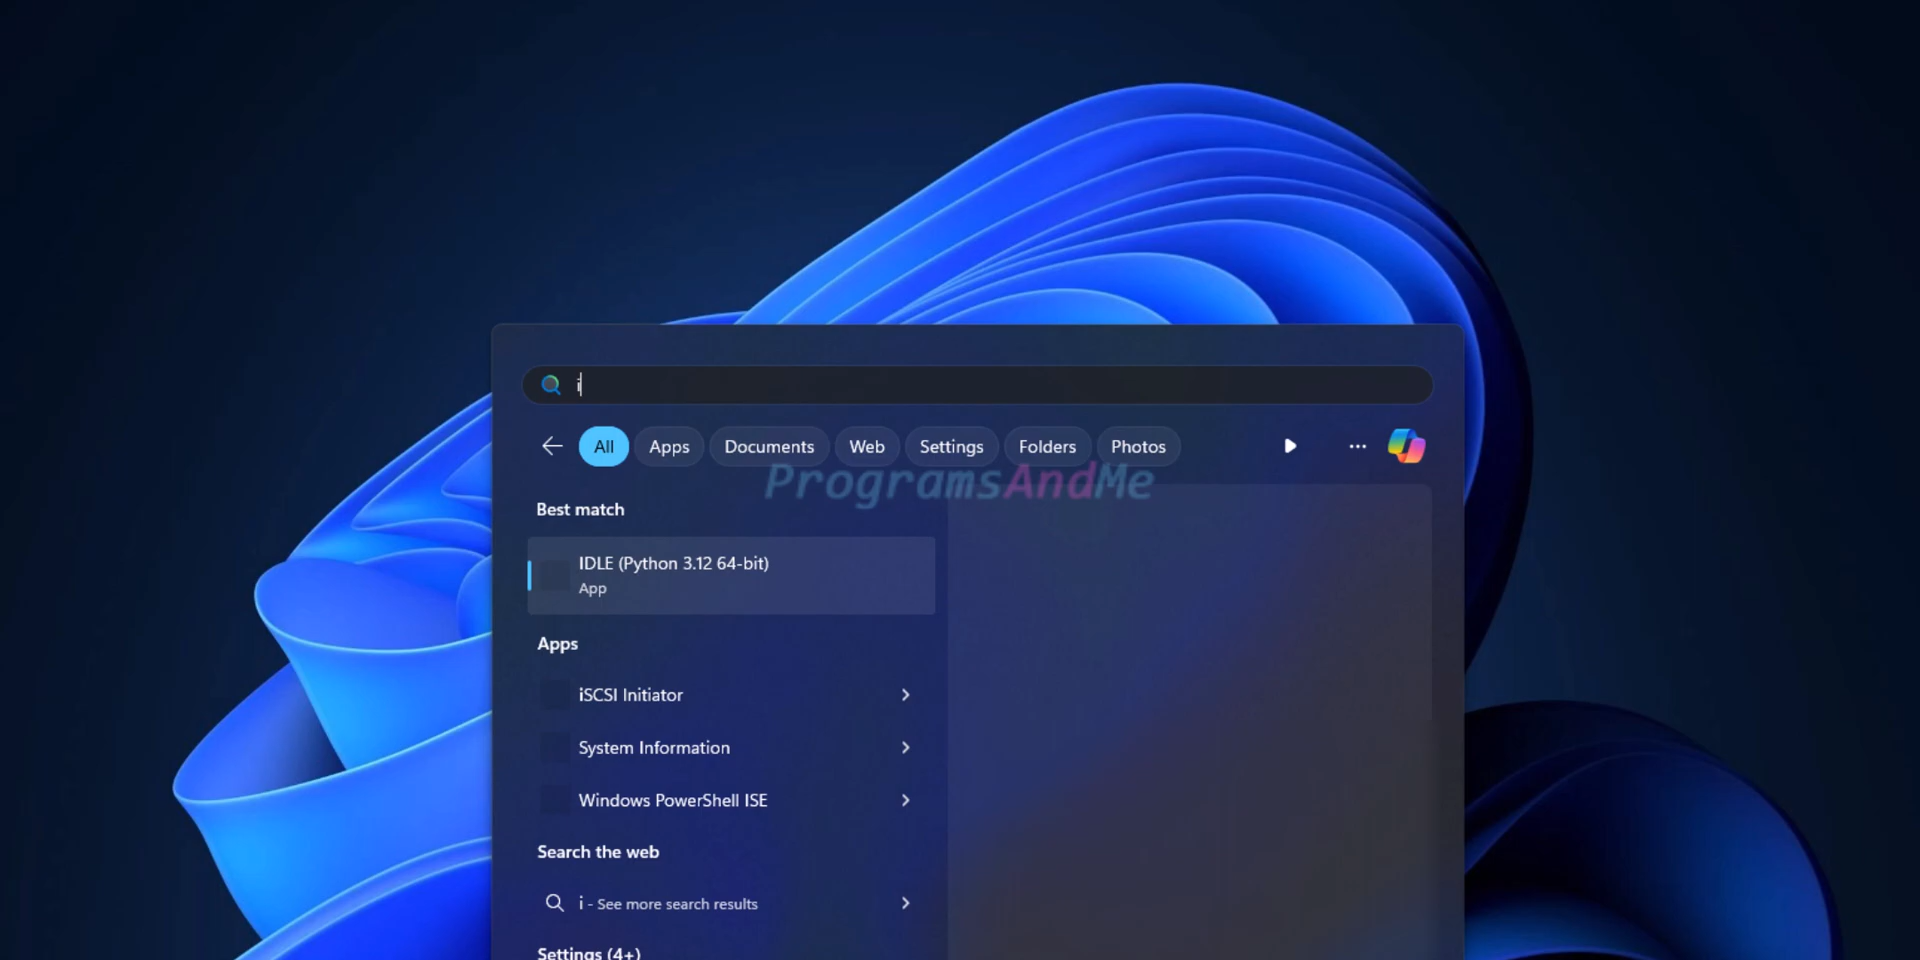 i
All Apps Documents Web Settings Folders Photos
ProgramsAndMe
Best match
IDLE (Python 3.12 64-bit)
App
Apps
iSCSI Initiator
System Information
Windows PowerShell ISE
Search the web
i - See more search results
Settings (4+)